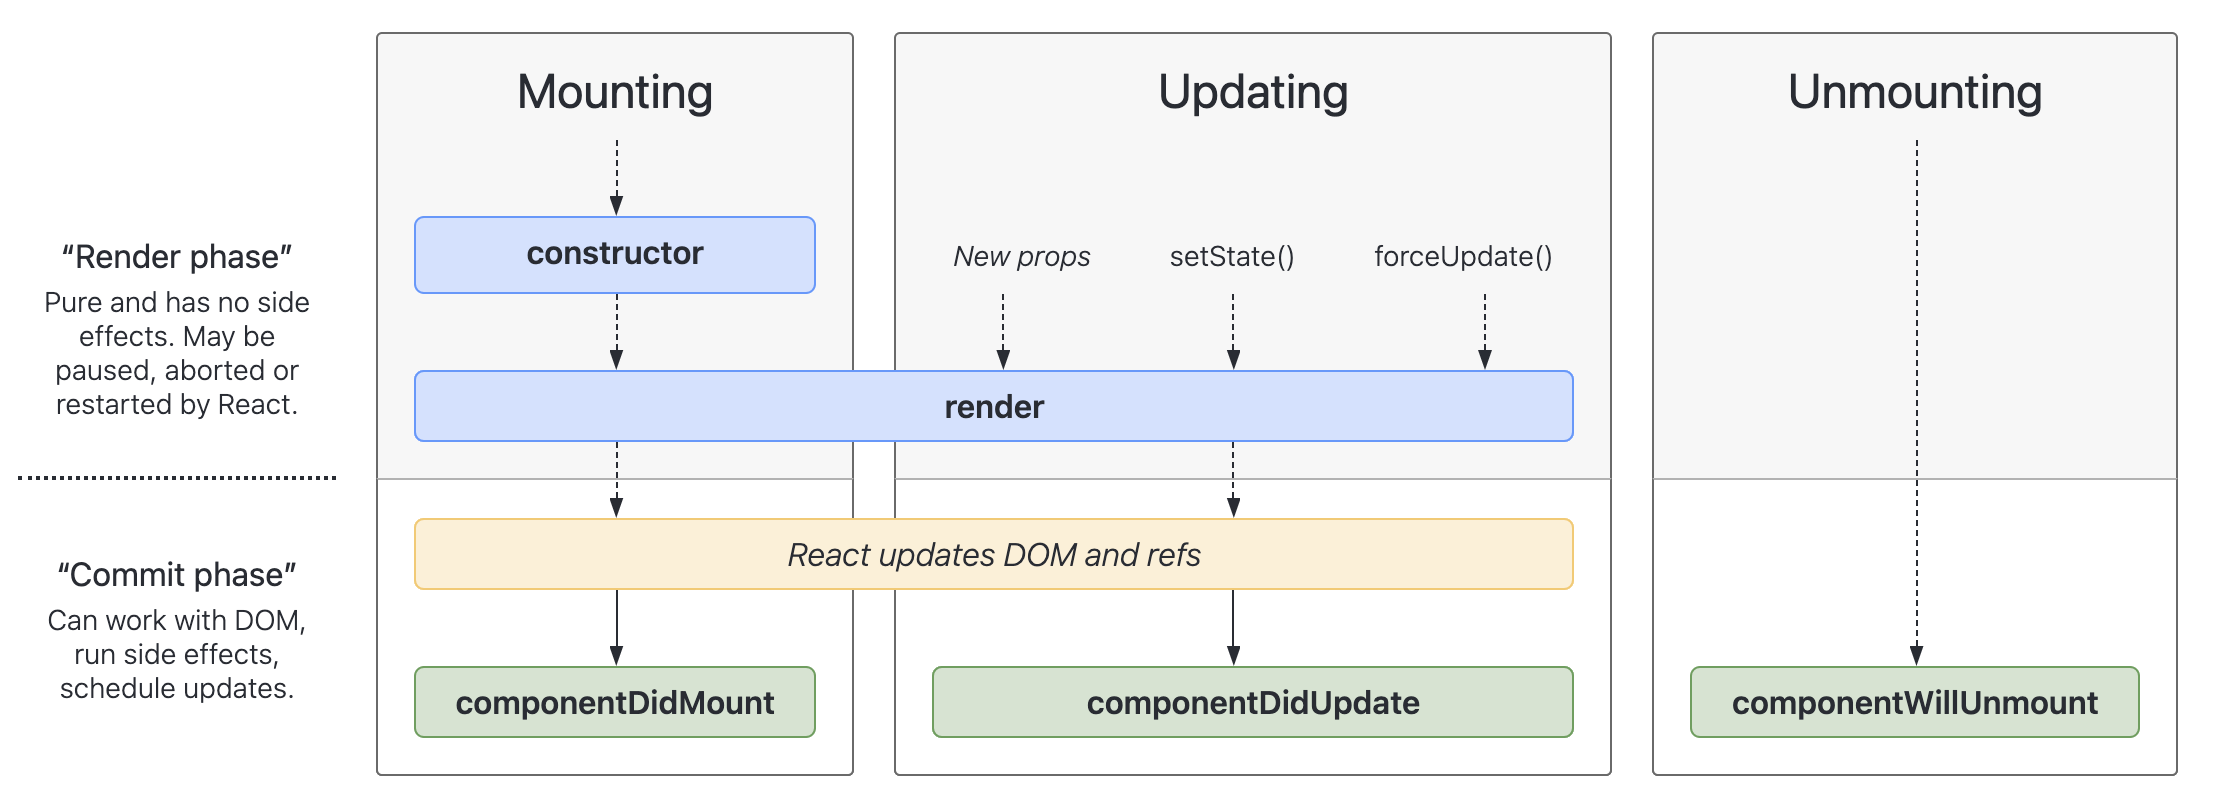 Mounting
Updating
Unmounting
“Render phase”
Pure and has no side
effects. May be
paused, aborted or
restarted by React.
constructor
New props
setState()
forceUpdate()
render
“Commit phase”
Can work with DOM,
run side effects,
schedule updates.
React updates DOM and refs
componentDidMount
componentDidUpdate
componentWillUnmount